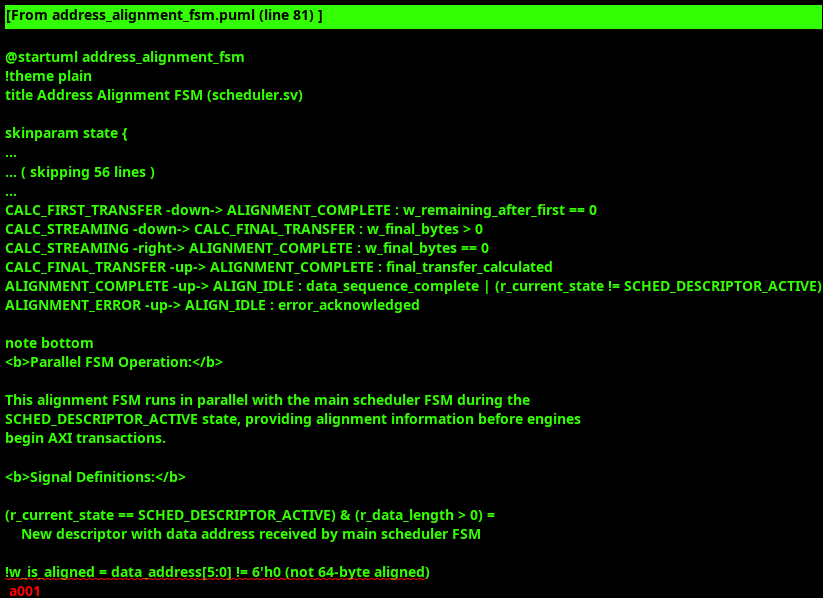 [From address_alignment_fsm.puml (line 81) ]
@startuml address_alignment_fsm
!theme plain
title Address Alignment FSM (scheduler.sv)
skinparam state {
...
... ( skipping 56 lines )
...
CALC_FIRST_TRANSFER -down-> ALIGNMENT_COMPLETE : w_remaining_after_first == 0
CALC_STREAMING -down-> CALC_FINAL_TRANSFER : w_final_bytes > 0
CALC_STREAMING -right-> ALIGNMENT_COMPLETE : w_final_bytes == 0
CALC_FINAL_TRANSFER -up-> ALIGNMENT_COMPLETE : final_transfer_calculated
ALIGNMENT_COMPLETE -up-> ALIGN_IDLE : data_sequence_complete | (r_current_state != SCHED_DESCRIPTOR_ACTIVE)
ALIGNMENT_ERROR -up-> ALIGN_IDLE : error_acknowledged
note bottom
<b>Parallel FSM Operation:</b>
This alignment FSM runs in parallel with the main scheduler FSM during the
SCHED_DESCRIPTOR_ACTIVE state, providing alignment information before engines
begin AXI transactions.
<b>Signal Definitions:</b>
(r_current_state == SCHED_DESCRIPTOR_ACTIVE) & (r_data_length > 0) =
New descriptor with data address received by main scheduler FSM
!w_is_aligned = data_address[5:0] != 6'h0 (not 64-byte aligned)
a001